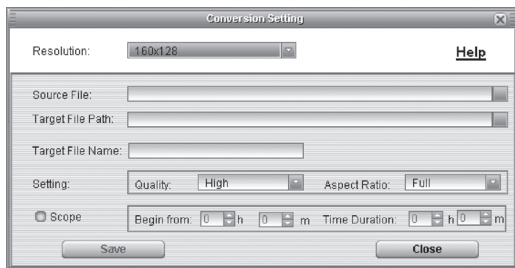 Conversion Setting
Resolution: 160x128 Help
Source File:
Target File Path:
Target File Name:
Setting: Quality: High Aspect Ratio: Full
Scope Begin from: 0 h 0 m Time Duration: 0 h 0 m
Save Close